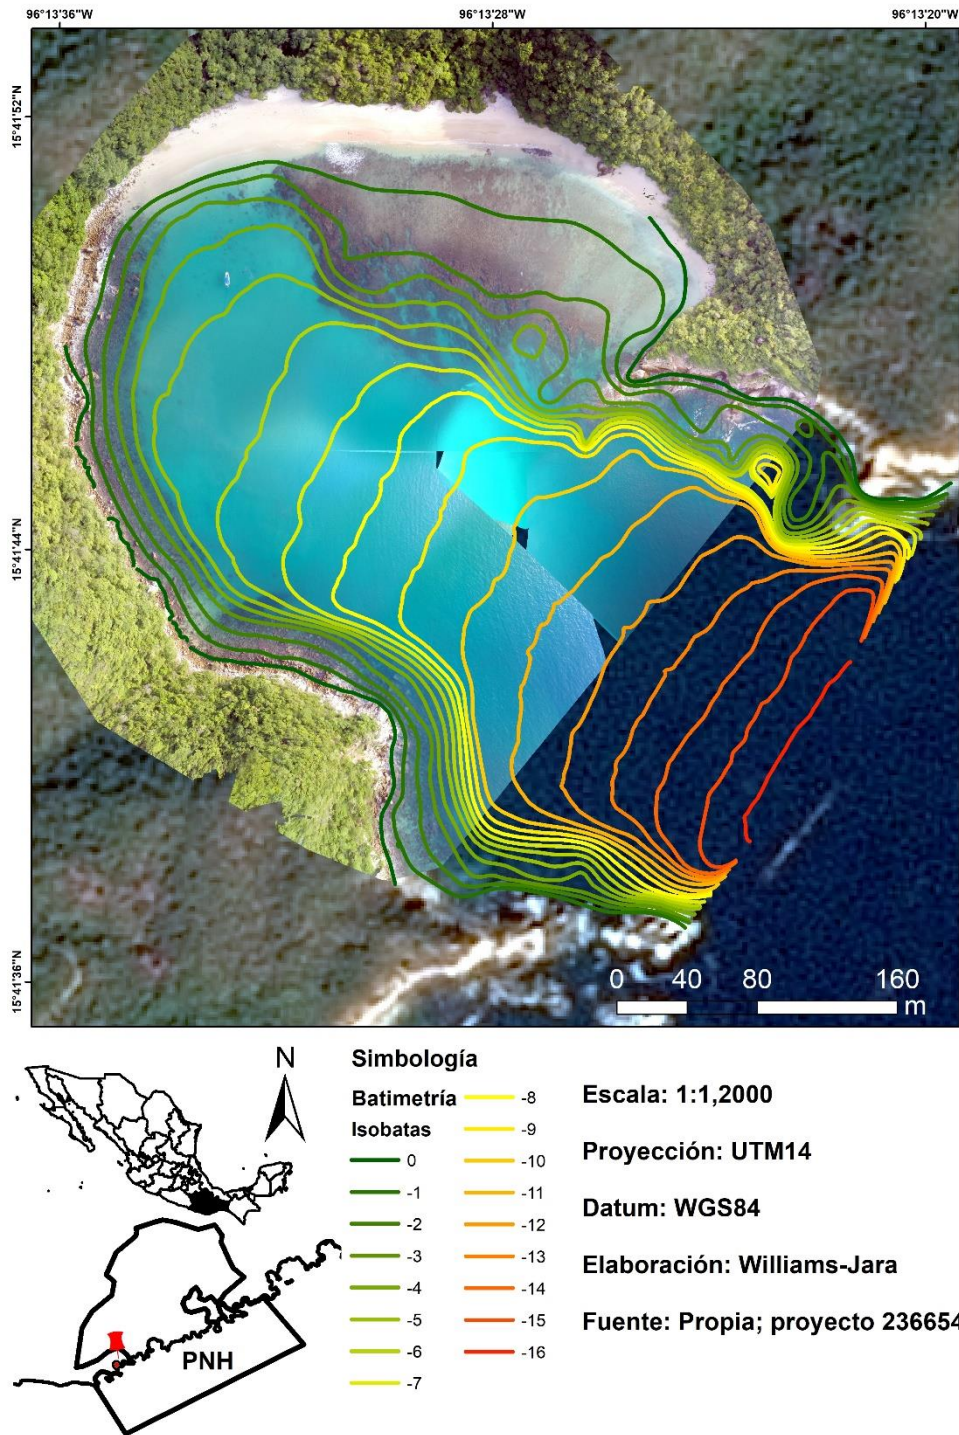 96°13'36"W
96°13'28"W
96°13'20"W
15°41'52"N
15°41'44"N
15°41'36"N
0 40 80 160
m
N
PNH
Simbología
Batimetría
Isobatas
0
-1
-2
-3
-4
-5
-6
-7
-8
-9
-10
-11
-12
-13
-14
-15
-16
Escala: 1:1,2000
Proyección: UTM14
Datum: WGS84
Elaboración: Williams-Jara
Fuente: Propia; proyecto 236654